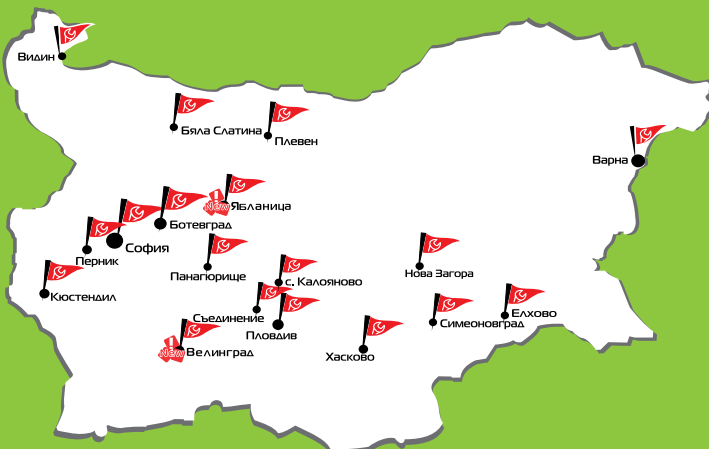 Видин
Бяла Слатина
Плевен
Варна
New
Ябланица
Ботевград
София
Перник
Панагюрище
Нова Загора
с. Калояново
Кюстендил
Съединение
Елхово
Симеоновград
Пловдив
New
Велинград
Хасково